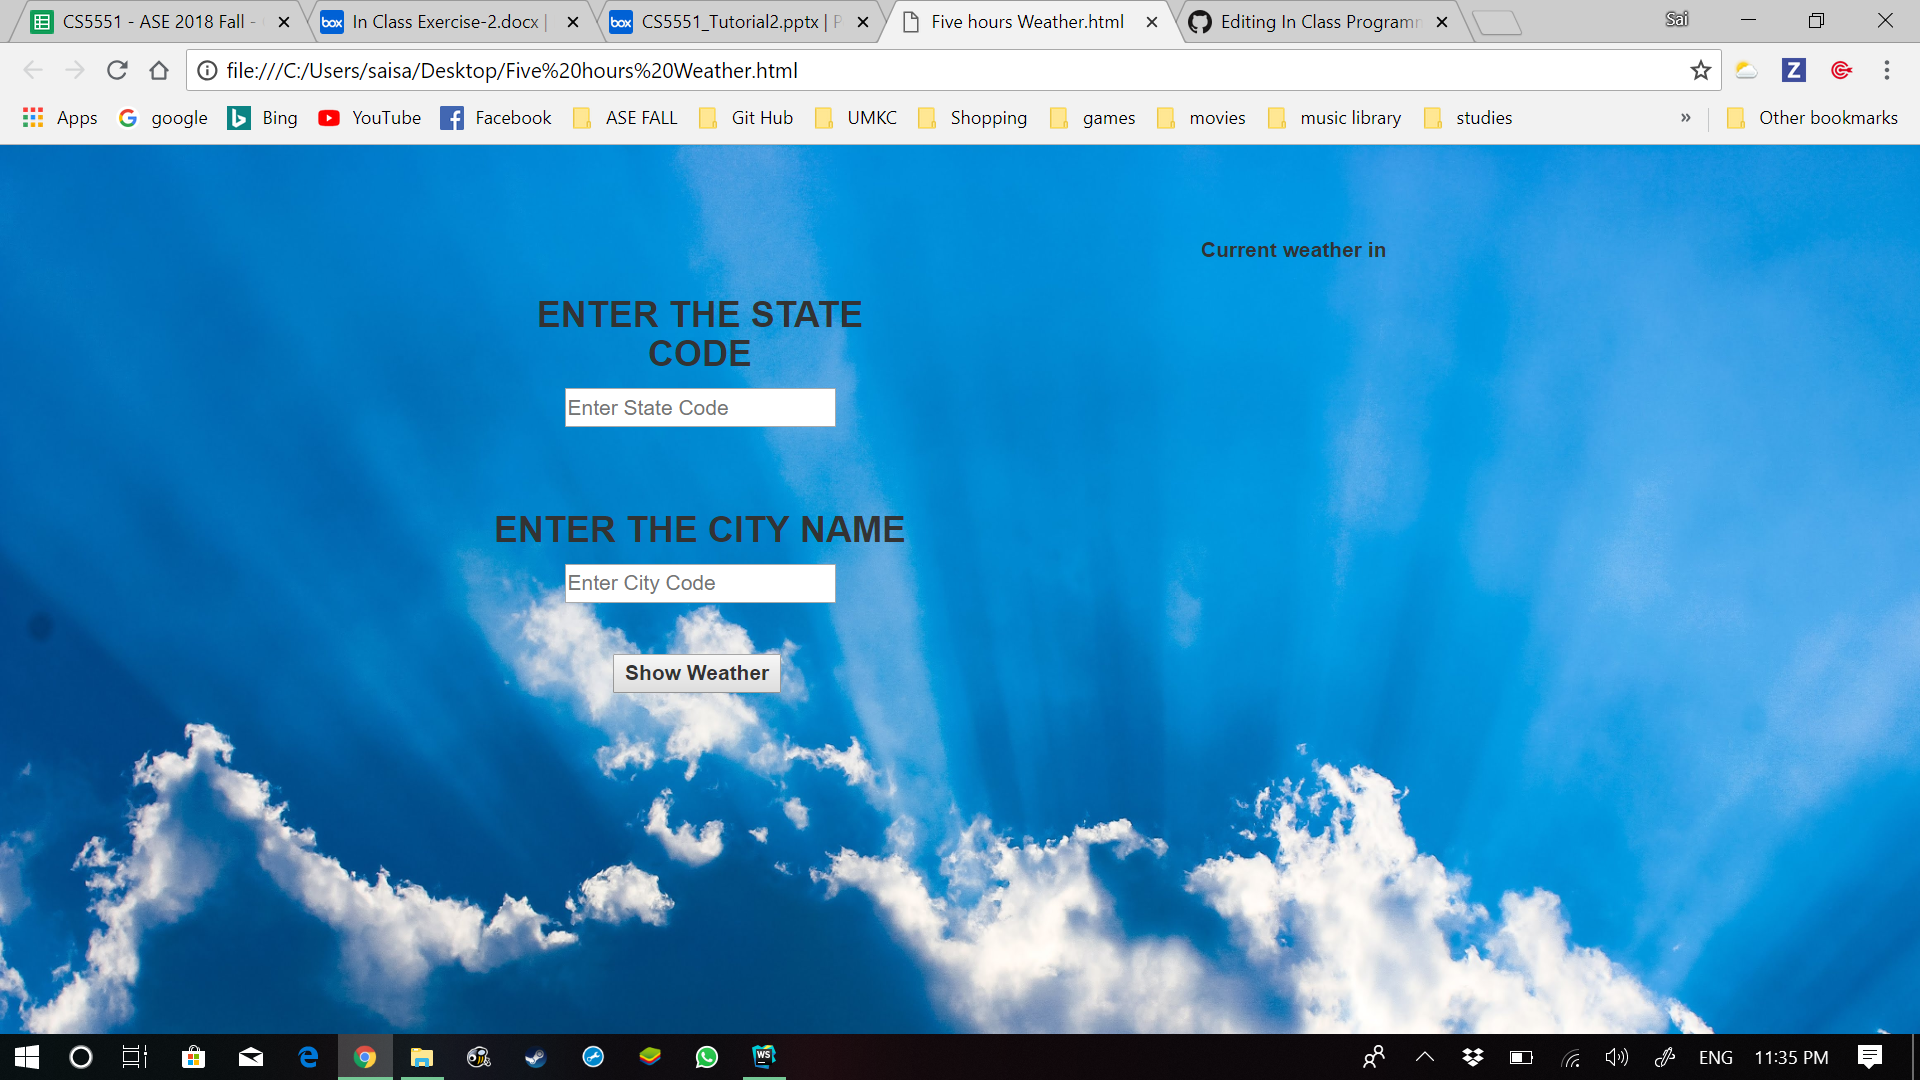 CS5551 - ASE 2018 Fall -
In Class Exercise-2.docx |
CS5551_Tutorial2.pptx | P
Five hours Weather.html
Editing In Class Programm
Sai
file:///C:/Users/saisa/Desktop/Five%20hours%20Weather.html
Apps
google
Bing
YouTube
Facebook
ASE FALL
Git Hub
UMKC
Shopping
games
movies
music library
studies
»
Other bookmarks
Current weather in
ENTER THE STATE
CODE
Enter State Code
ENTER THE CITY NAME
Enter City Code
Show Weather
ENG
11:35 PM